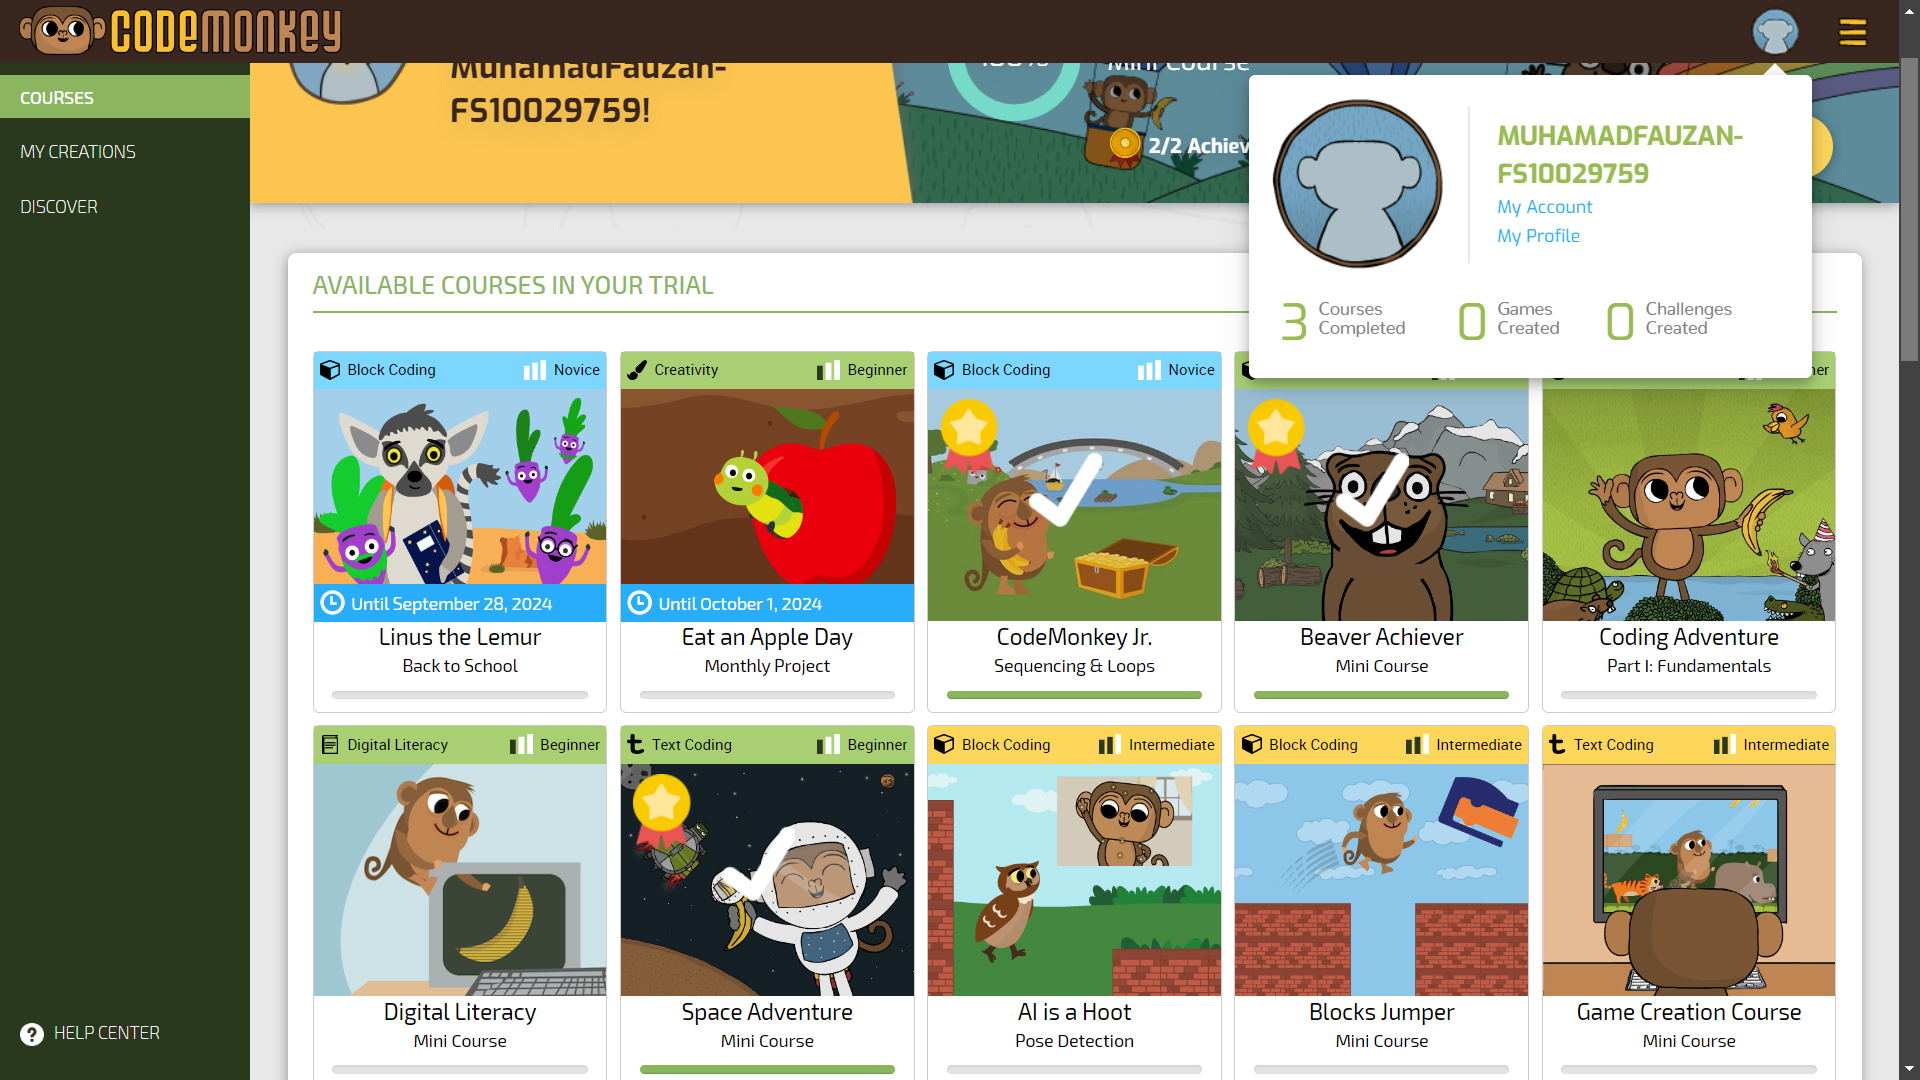 CODEMONKEY
COURSES
MY CREATIONS
DISCOVER
HELP CENTER
MuhamadFauzan-
FS10029759!
100%
Mini Course
2/2 Achiev
MUHAMADFAUZAN-
FS10029759
My Account
My Profile
3 Courses Completed
0 Games Created
0 Challenges Created
AVAILABLE COURSES IN YOUR TRIAL
Block Coding Novice
Until September 28, 2024
Linus the Lemur
Back to School
Creativity Beginner
Until October 1, 2024
Eat an Apple Day
Monthly Project
Block Coding Novice
CodeMonkey Jr.
Sequencing & Loops
Beaver Achiever
Mini Course
ner
Coding Adventure
Part I: Fundamentals
Digital Literacy Beginner
Digital Literacy
Mini Course
Text Coding Beginner
Space Adventure
Mini Course
Block Coding Intermediate
AI is a Hoot
Pose Detection
Block Coding Intermediate
Blocks Jumper
Mini Course
Text Coding Intermediate
Game Creation Course
Mini Course